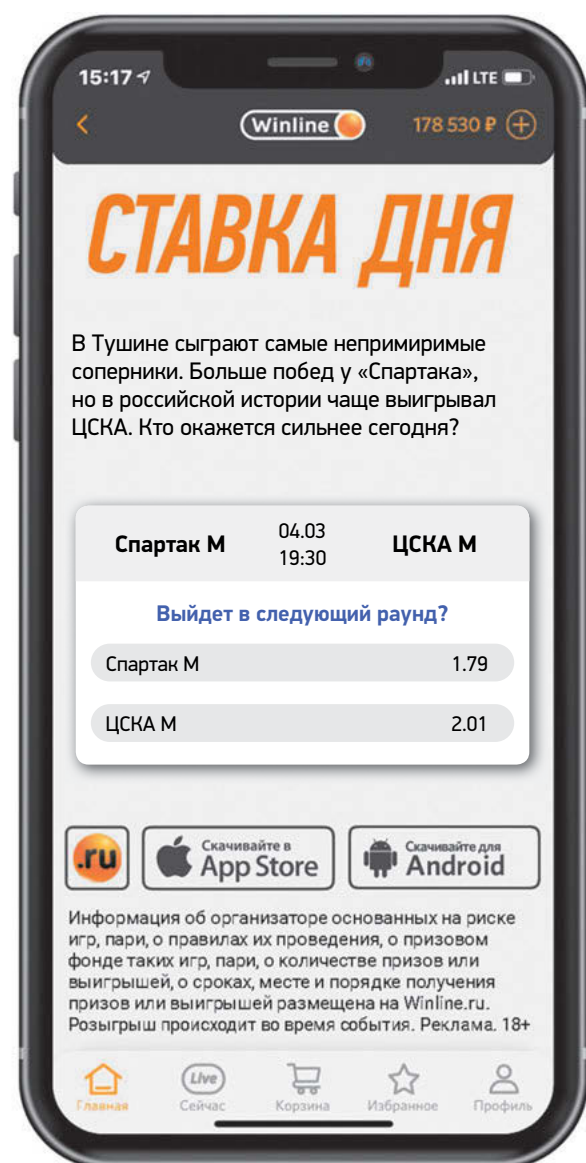 15:17
LTE
Winline
178 530 ₽
СТАВКА ДНЯ
В Тушине сыграют самые непримиримые
соперники. Больше побед у «Спартака»,
но в российской истории чаще выигрывал
ЦСКА. Кто окажется сильнее сегодня?
Спартак М
04.03
19:30
ЦСКА М
Выйдет в следующий раунд?
Спартак М 1.79
ЦСКА М 2.01
.ru
Скачивайте в
App Store
Скачивайте для
Android
Информация об организаторе основанных на риске
игр, пари, о правилах их проведения, о призовом
фонде таких игр, пари, о количестве призов или
выигрышей, о сроках, месте и порядке получения
призов или выигрышей размещена на Winline.ru.
Розыгрыш происходит во время события. Реклама. 18+
Live
Главная Сейчас Корзина Избранное Профиль